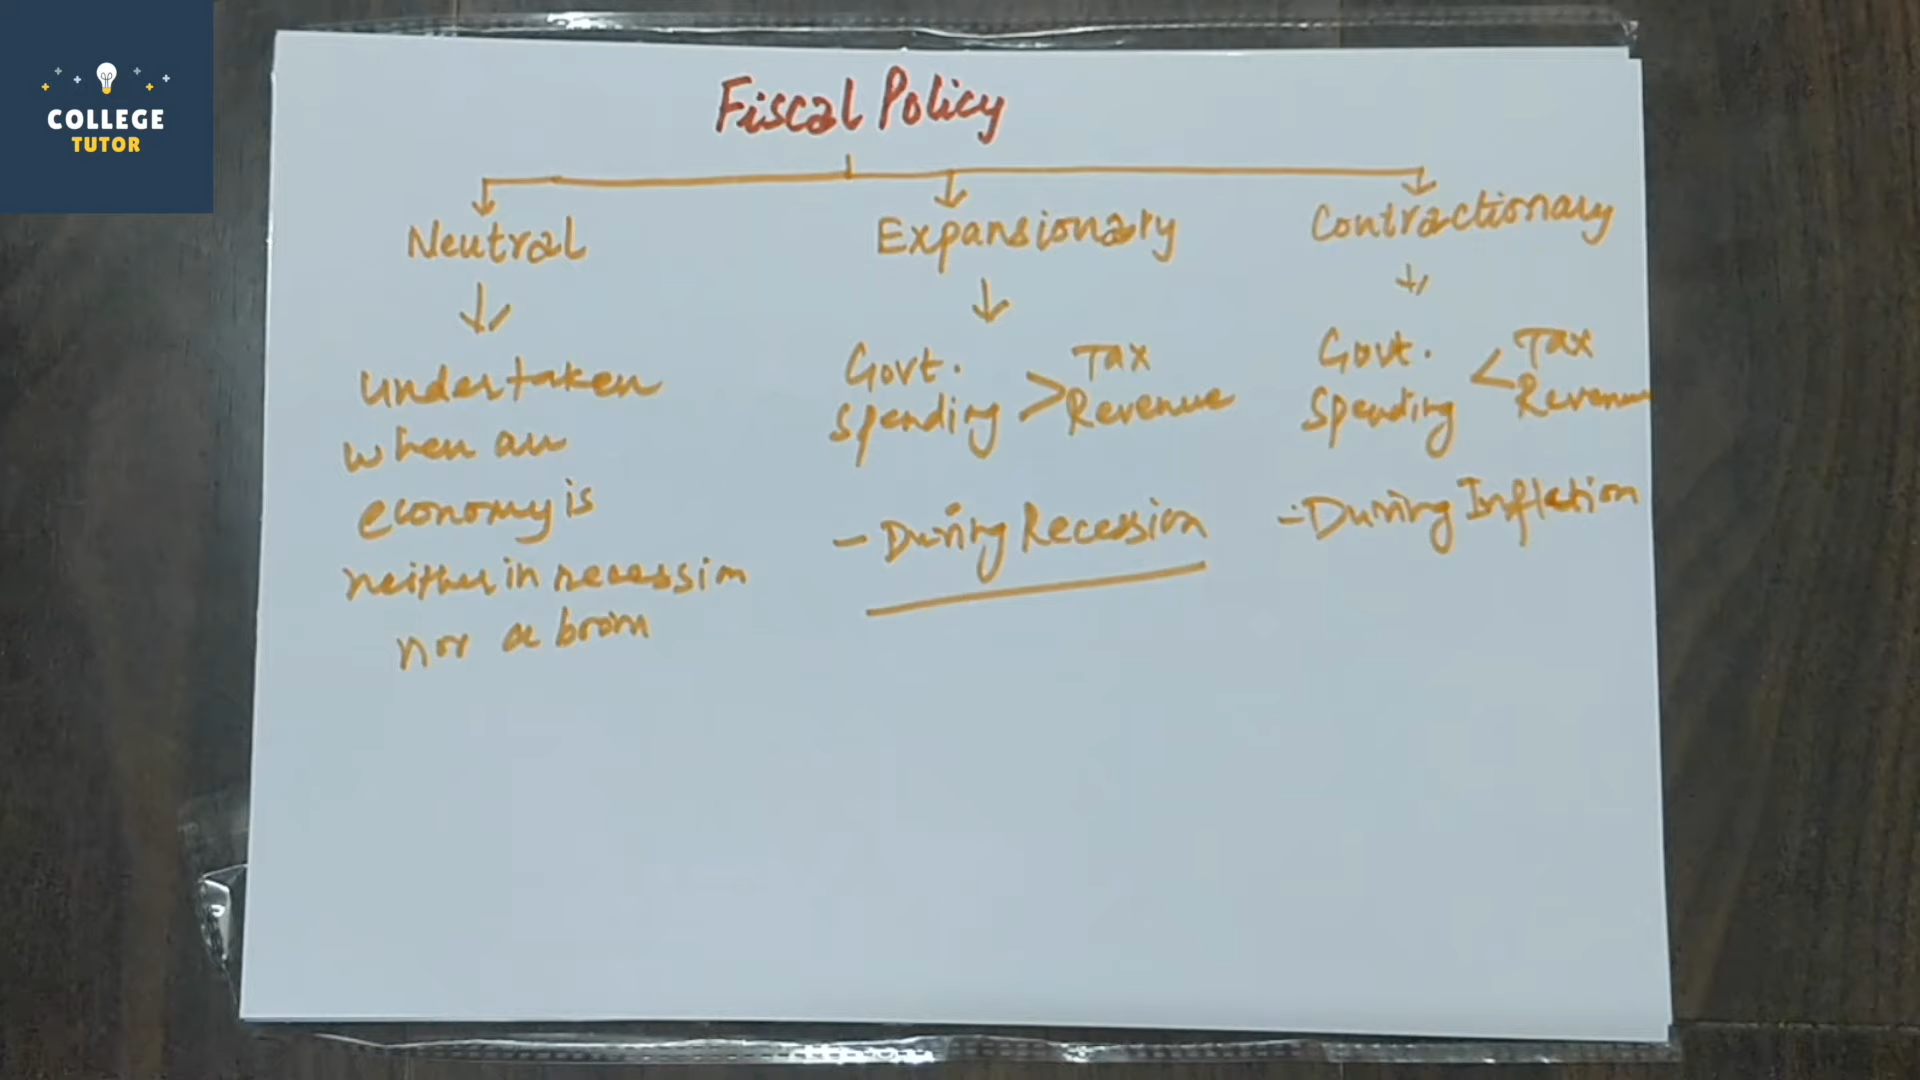 COLLEGE
TUTOR
Fiscal Policy
Neutral
Expansionary
Contractionary
Undertaken
when an
economy is
neither in recession
nor a boom
Govt.
Spending
>
Tax
Revenue
- During Recession
Govt.
Spending
<
Tax
Revenue
- During Inflation